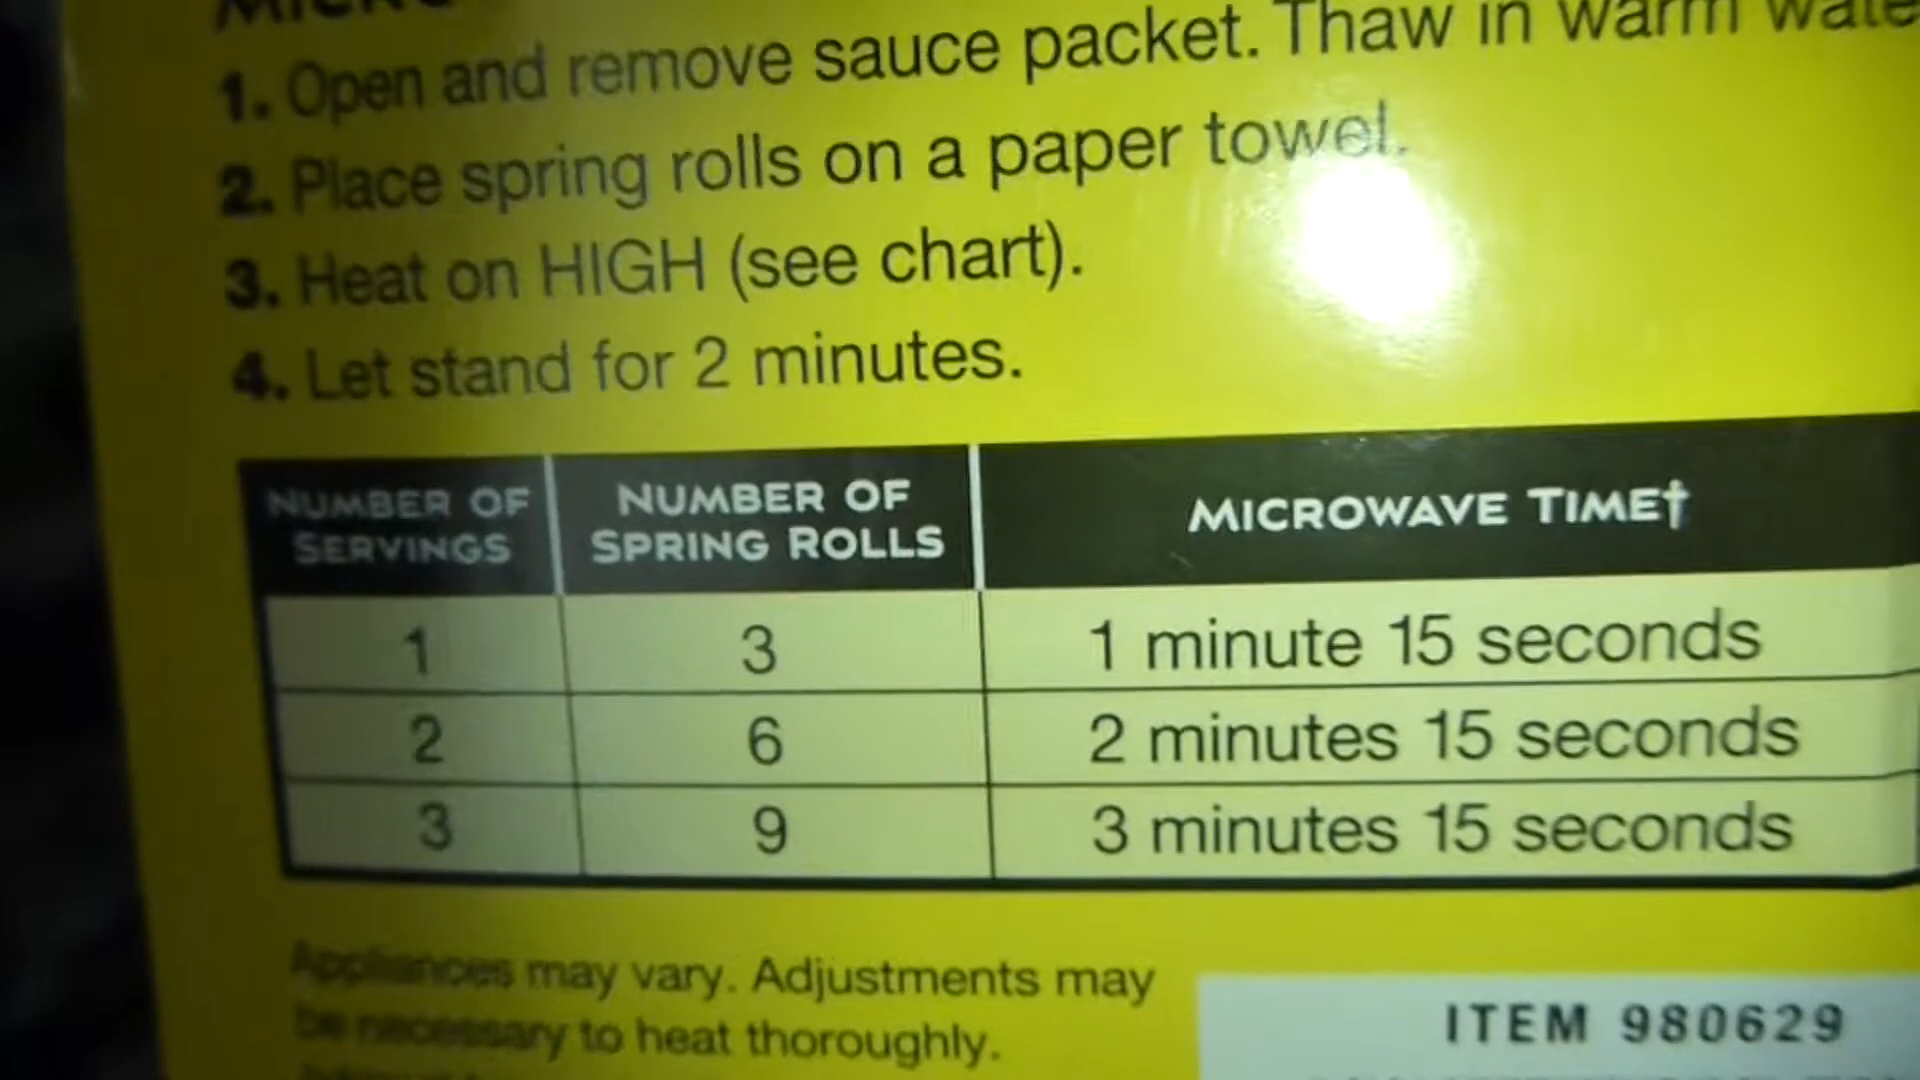 1. Open and remove sauce packet. Thaw in warm
2. Place spring rolls on a paper towel.
3. Heat on HIGH (see chart).
4. Let stand for 2 minutes.
NUMBER OF SERVINGS NUMBER OF SPRING ROLLS MICROWAVE TIME†
1 3 1 minute 15 seconds
2 6 2 minutes 15 seconds
3 9 3 minutes 15 seconds
Appliances may vary. Adjustments may
be necessary to heat thoroughly.
ITEM 980629